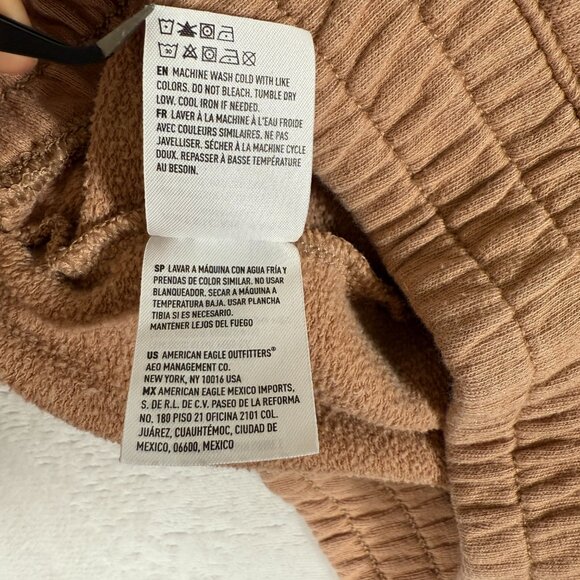 EN MACHINE WASH COLD WITH LIKE
COLORS. DO NOT BLEACH. TUMBLE DRY
LOW. COOL IRON IF NEEDED.
FR LAVER À LA MACHINE À L'EAU FROIDE
AVEC COULEURS SIMILAIRES. NE PAS
JAVELLISER. SÉCHER À LA MACHINE CYCLE
DOUX. REPASSER À BASSE TEMPÉRATURE
AU BESOIN.
SP LAVAR A MÁQUINA CON AGUA FRÍA Y
PRENDAS DE COLOR SIMILAR. NO USAR
BLANQUEADOR. SECAR A MÁQUINA A
TEMPERATURA BAJA. USAR PLANCHA
TIBIA SI ES NECESARIO.
MANTENER LEJOS DEL FUEGO
US AMERICAN EAGLE OUTFITTERS®
AEO MANAGEMENT CO.
NEW YORK, NY 10016 USA
MX AMERICAN EAGLE MEXICO IMPORTS,
S. DE R.L. DE C.V. PASEO DE LA REFORMA
NO. 180 PISO 21 OFICINA 2101 COL.
JUÁREZ, CUAUHTÉMOC, CIUDAD DE
MEXICO, 06600, MEXICO